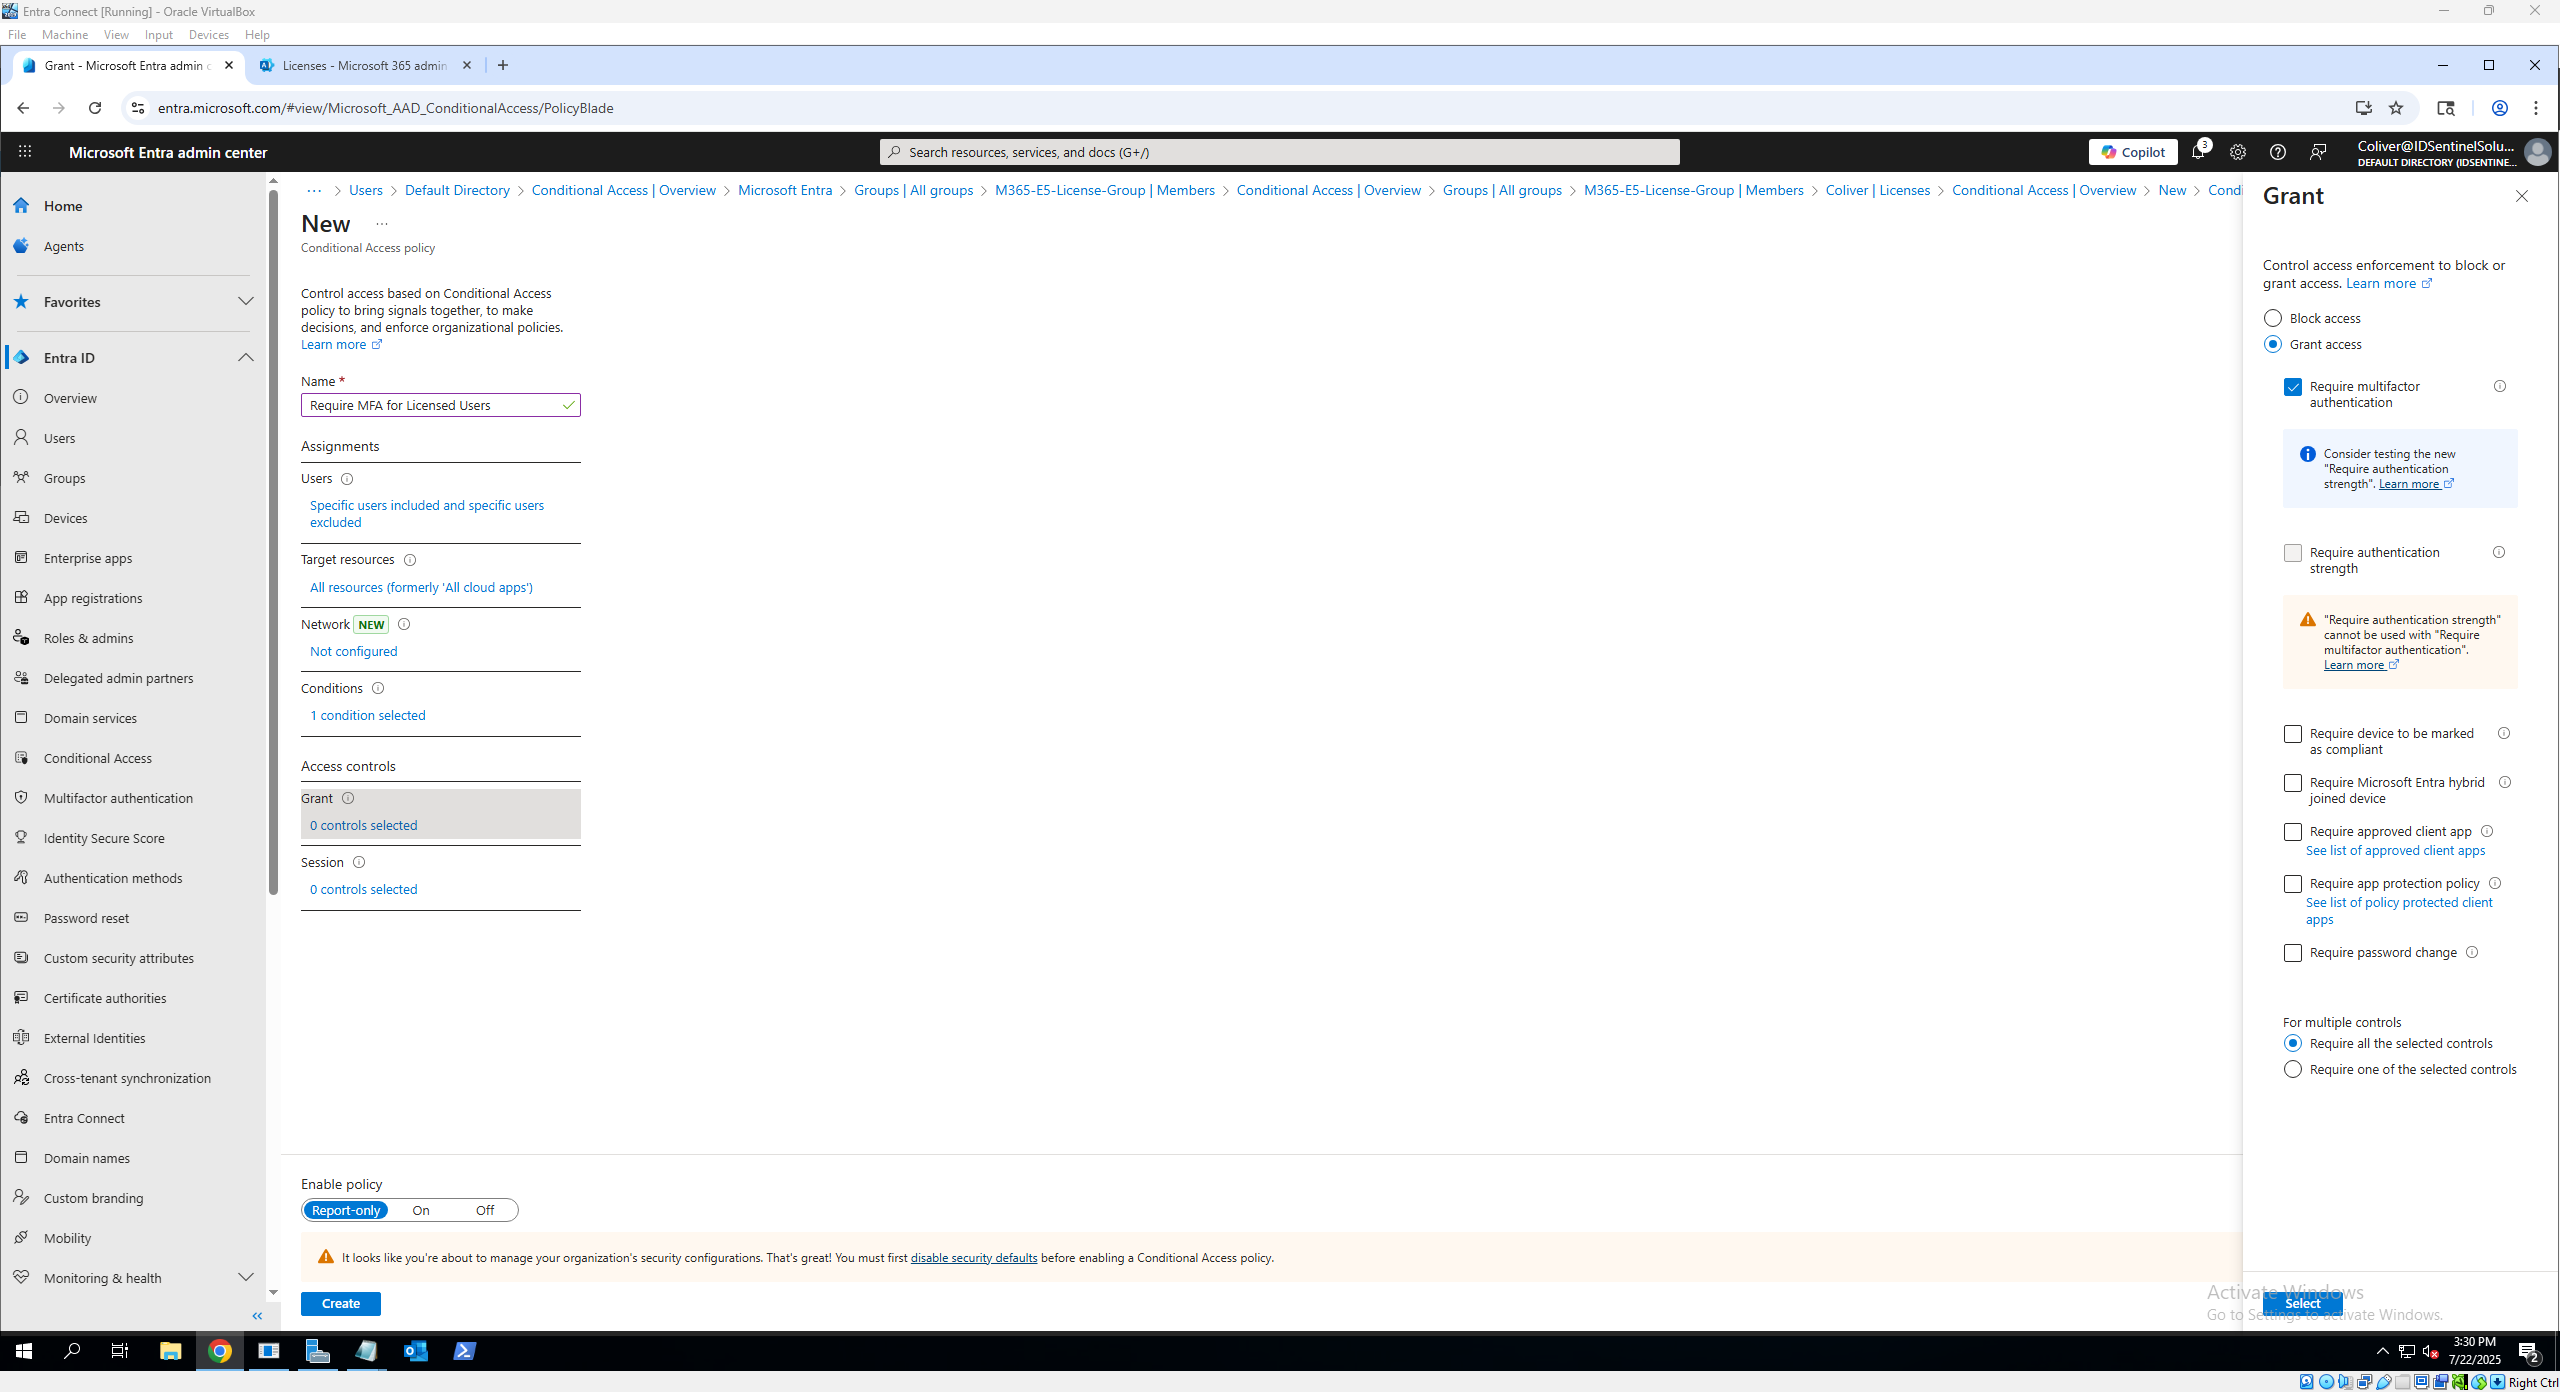 Entra Connect [Running] - Oracle VirtualBox
File Machine View Input Devices Help
Grant - Microsoft Entra admin c
Licenses - Microsoft 365 admin
entra.microsoft.com/#view/Microsoft_AAD_ConditionalAccess/PolicyBlade
Microsoft Entra admin center
Search resources, services, and docs (G+/)
Copilot
3
Coliver@IDSentinelSolu...
DEFAULT DIRECTORY (IDSENTINE...
Home
Agents
Favorites
Entra ID
Overview
Users
Groups
Devices
Enterprise apps
App registrations
Roles & admins
Delegated admin partners
Domain services
Conditional Access
Multifactor authentication
Identity Secure Score
Authentication methods
Password reset
Custom security attributes
Certificate authorities
External Identities
Cross-tenant synchronization
Entra Connect
Domain names
Custom branding
Mobility
Monitoring & health
... > Users > Default Directory > Conditional Access | Overview > Microsoft Entra > Groups | All groups > M365-E5-License-Group | Members > Conditional Access | Overview > Groups | All groups > M365-E5-License-Group | Members > Coliver | Licenses > Conditional Access | Overview > New > Condi
New ...
Conditional Access policy
Control access based on Conditional Access
policy to bring signals together, to make
decisions, and enforce organizational policies.
Learn more
Name *
Require MFA for Licensed Users
Assignments
Users
Specific users included and specific users
excluded
Target resources
All resources (formerly 'All cloud apps')
Network NEW
Not configured
Conditions
1 condition selected
Access controls
Grant
0 controls selected
Session
0 controls selected
Enable policy
Report-only On Off
It looks like you're about to manage your organization's security configurations. That's great! You must first disable security defaults before enabling a Conditional Access policy.
Create
Grant
Control access enforcement to block or
grant access. Learn more
Block access
Grant access
Require multifactor
authentication
Consider testing the new
"Require authentication
strength". Learn more
Require authentication
strength
"Require authentication strength"
cannot be used with "Require
multifactor authentication".
Learn more
Require device to be marked
as compliant
Require Microsoft Entra hybrid
joined device
Require approved client app
See list of approved client apps
Require app protection policy
See list of policy protected client
apps
Require password change
For multiple controls
Require all the selected controls
Require one of the selected controls
Activate Windows
Select
Go to Settings to activate Windows.
3:30 PM
7/22/2025
2
Right Ctrl